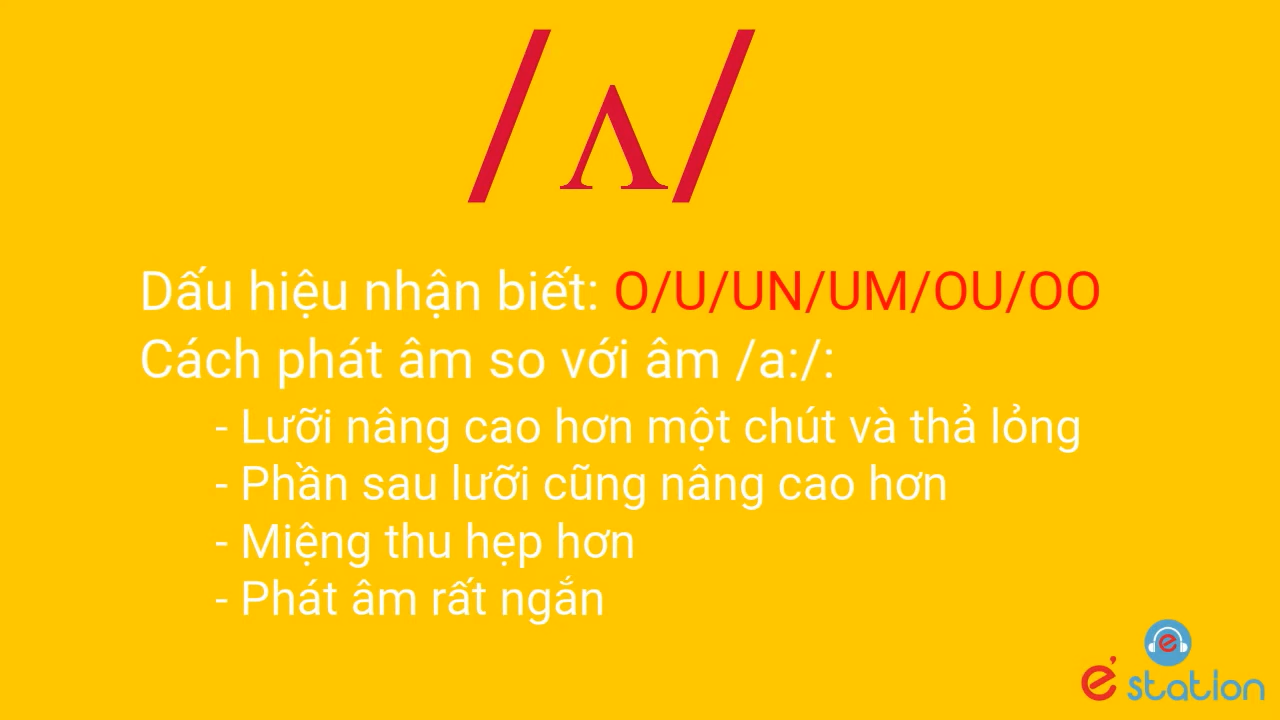 /ʌ/
Dấu hiệu nhận biết: O/U/UN/UM/OU/OO
Cách phát âm so với âm /a:/:
- Lưỡi nâng cao hơn một chút và thả lỏng
- Phần sau lưỡi cũng nâng cao hơn
- Miệng thu hẹp hơn
- Phát âm rất ngắn
e
e' station